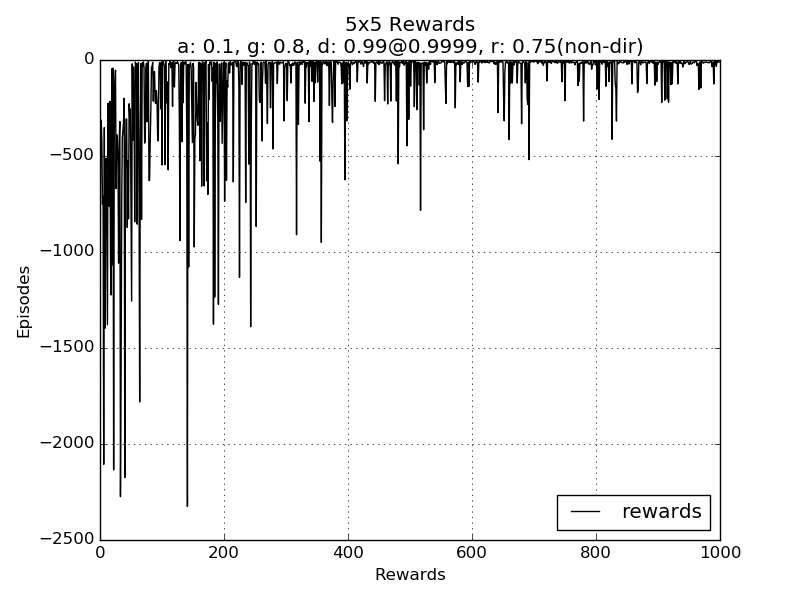 5x5 Rewards
a: 0.1, g: 0.8, d: 0.99@0.9999, r: 0.75(non-dir)
0
−500
−1000
−1500
−2000
−2500
Episodes
rewards
0 200 400 600 800 1000
Rewards